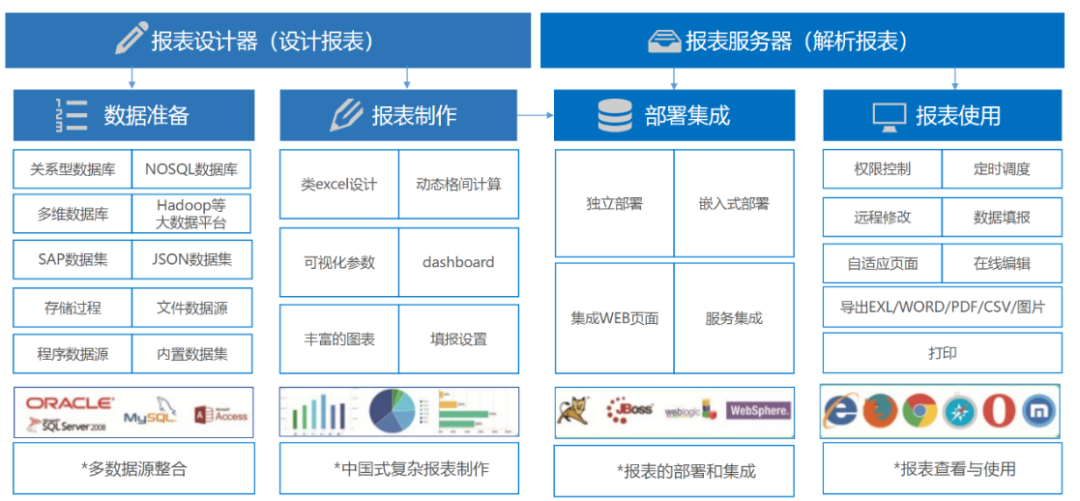 报表设计器（设计报表）
报表服务器（解析报表）
数据准备
关系型数据库
NOSQL数据库
多维数据库
Hadoop等
大数据平台
SAP数据集
JSON数据集
存储过程
文件数据源
程序数据源
内置数据集
ORACLE
SQL Server 2008
MySQL
Access
*多数据源整合
报表制作
类excel设计
动态格间计算
可视化参数
dashboard
丰富的图表
填报设置
*中国式复杂报表制作
部署集成
独立部署
嵌入式部署
集成WEB页面
服务集成
JBoss
weblogic
WebSphere.
*报表的部署和集成
报表使用
权限控制
定时调度
远程修改
数据填报
自适应页面
在线编辑
导出EXL/WORD/PDF/CSV/图片
打印
*报表查看与使用